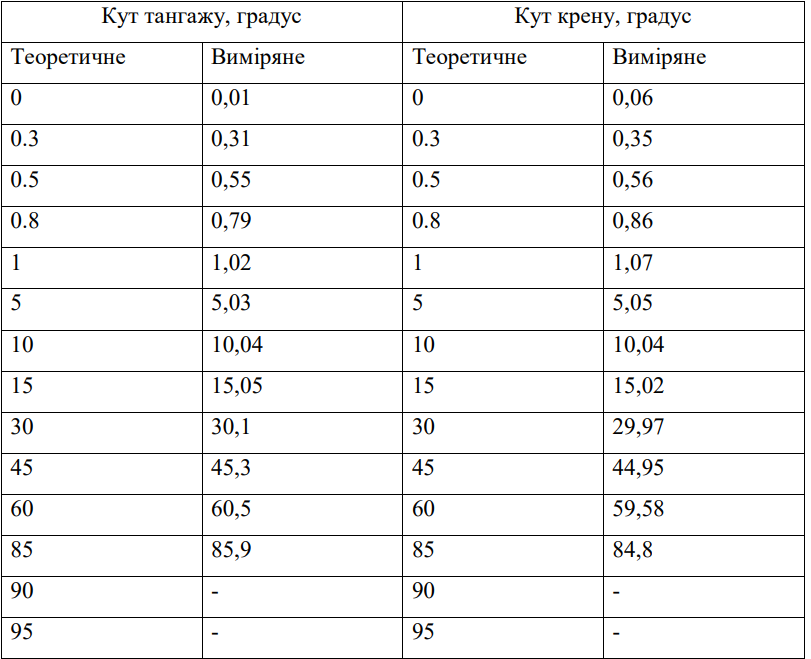 Кут тангажу, градус Кут крену, градус
Теоретичне Виміряне Теоретичне Виміряне
0 0,01 0 0,06
0.3 0,31 0.3 0,35
0.5 0,55 0.5 0,56
0.8 0,79 0.8 0,86
1 1,02 1 1,07
5 5,03 5 5,05
10 10,04 10 10,04
15 15,05 15 15,02
30 30,1 30 29,97
45 45,3 45 44,95
60 60,5 60 59,58
85 85,9 85 84,8
90 - 90 -
95 - 95 -